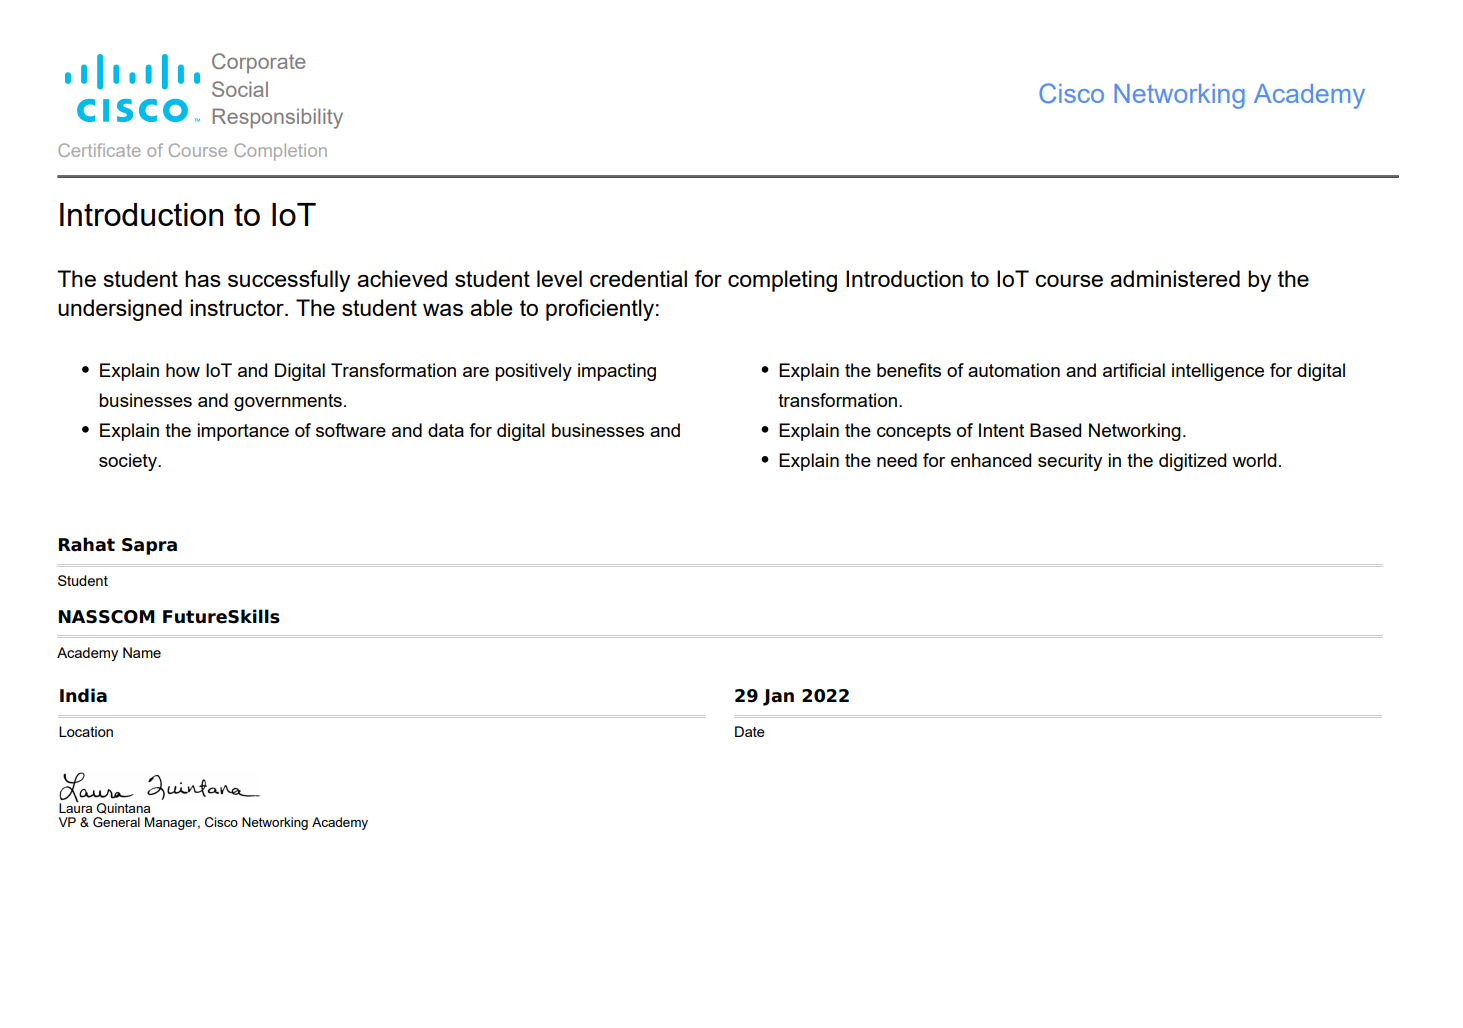 CISCO™
Corporate
Social
Responsibility
Cisco Networking Academy
Certificate of Course Completion
Introduction to IoT
The student has successfully achieved student level credential for completing Introduction to IoT course administered by the
undersigned instructor. The student was able to proficiently:
• Explain how IoT and Digital Transformation are positively impacting
businesses and governments.
• Explain the importance of software and data for digital businesses and
society.
• Explain the benefits of automation and artificial intelligence for digital
transformation.
• Explain the concepts of Intent Based Networking.
• Explain the need for enhanced security in the digitized world.
Rahat Sapra
Student
NASSCOM FutureSkills
Academy Name
India
Location
29 Jan 2022
Date
Laura Quintana
Laura Quintana
VP & General Manager, Cisco Networking Academy